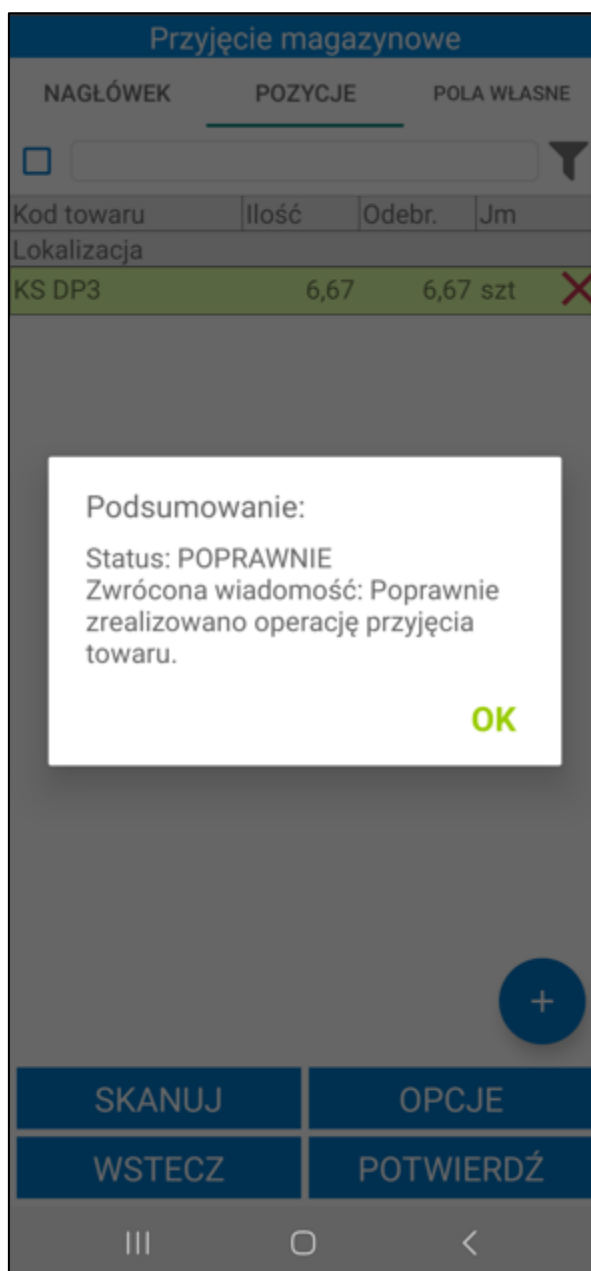 Przyjęcie magazynowe
NAGŁÓWEK POZYCJE POLA WŁASNE
Kod towaru Ilość Odebr. Jm
Lokalizacja
KS DP3 6,67 6,67 szt
Podsumowanie:
Status: POPRAWNIE
Zwrócona wiadomość: Poprawnie
zrealizowano operację przyjęcia
towaru.
OK
+
SKANUJ OPCJE
WSTECZ POTWIERDŹ